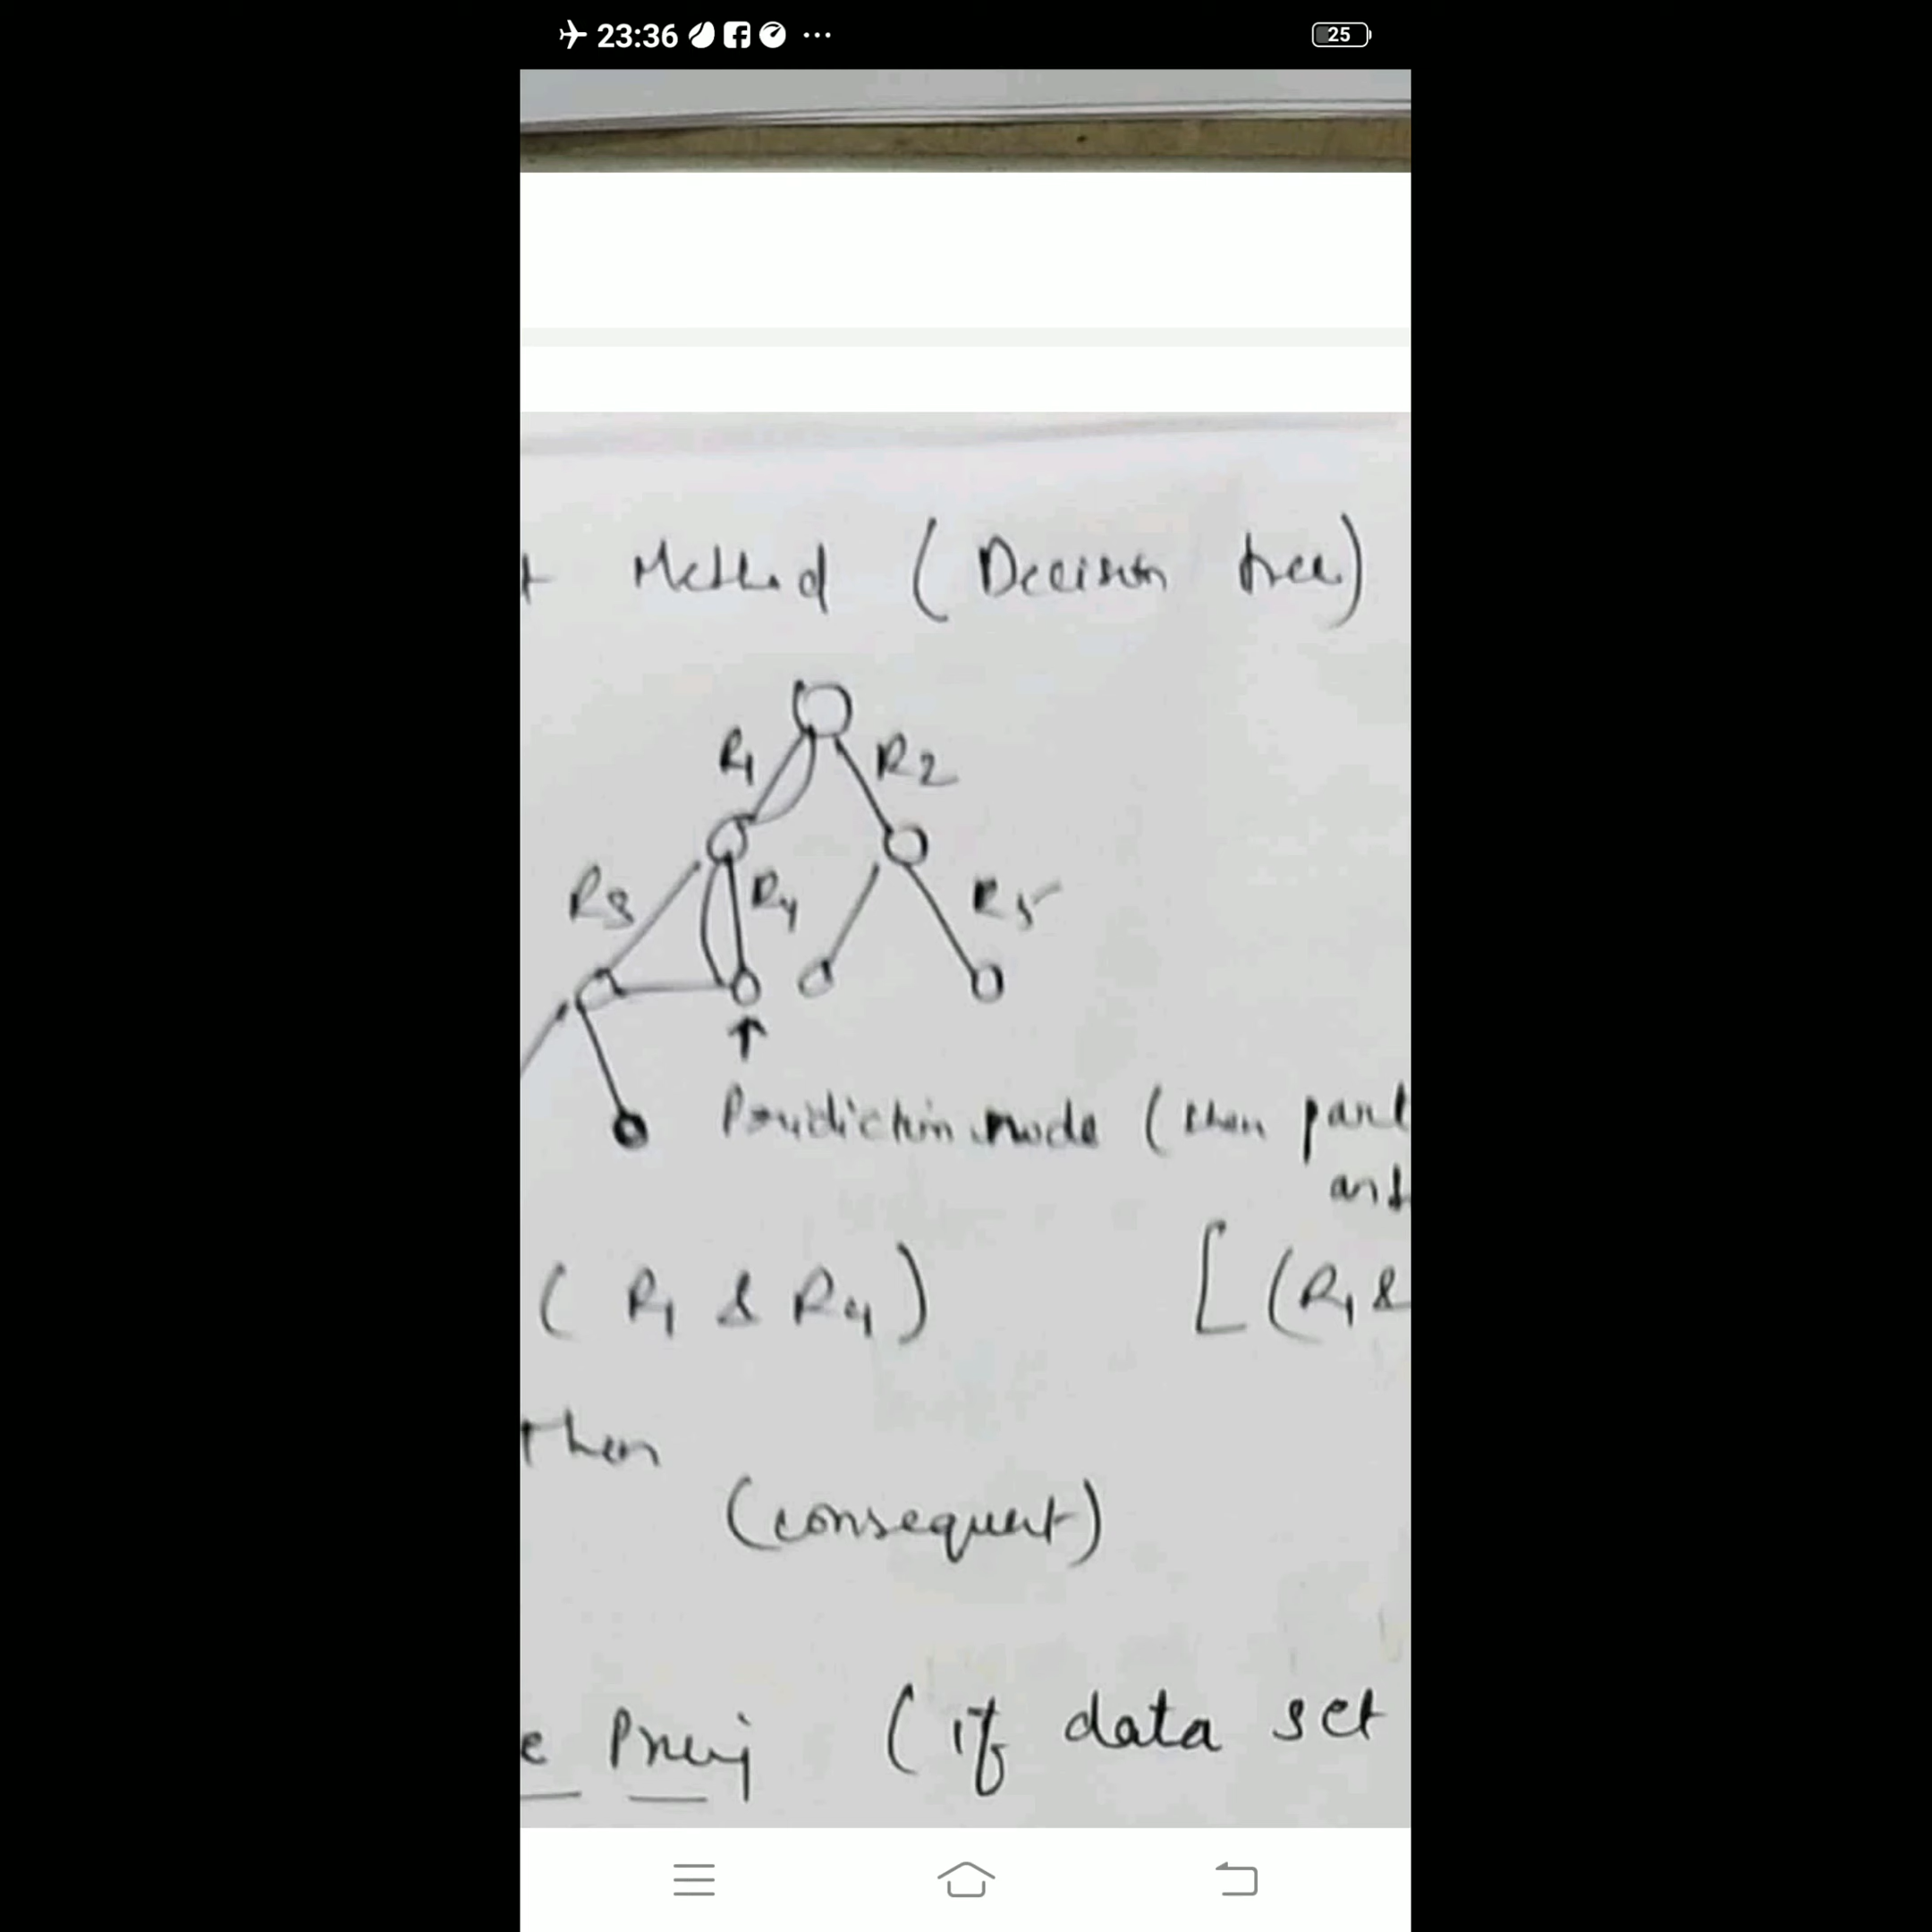 23:36
25
Method (Decision tree)
R1 R2
R3 R4 R5
Prediction node (then part
(R1 & R4) [(R1 &
then
(consequent)
(if data set